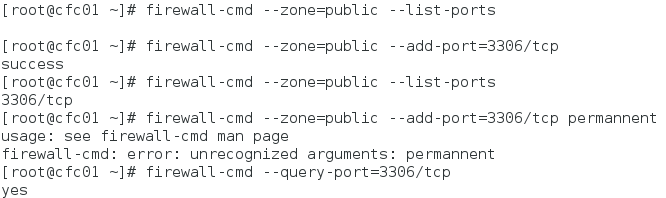 [root@cfc01 ~]# firewall-cmd --zone=public --list-ports
[root@cfc01 ~]# firewall-cmd --zone=public --add-port=3306/tcp
success
[root@cfc01 ~]# firewall-cmd --zone=public --list-ports
3306/tcp
[root@cfc01 ~]# firewall-cmd --zone=public --add-port=3306/tcp permannent
usage: see firewall-cmd man page
firewall-cmd: error: unrecognized arguments: permannent
[root@cfc01 ~]# firewall-cmd --query-port=3306/tcp
yes